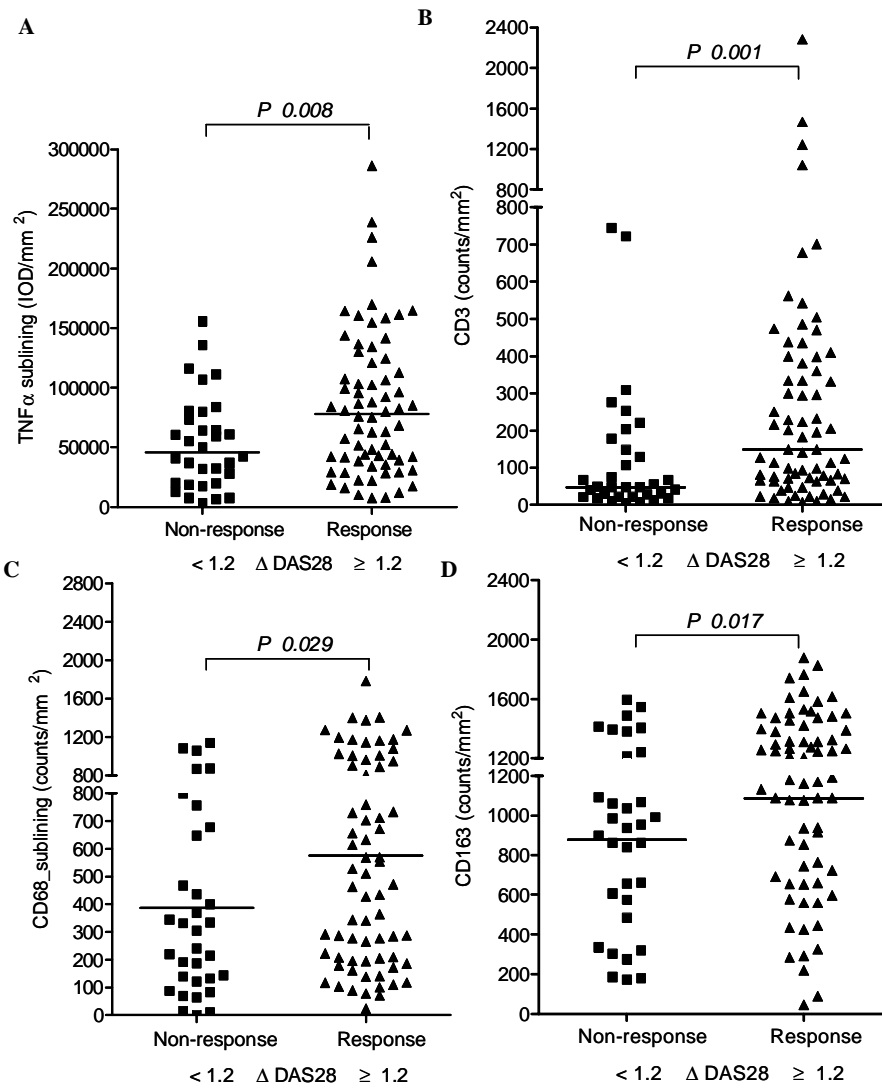 A
P 0.008
TNFα sublining (IOD/mm 2)
300000
250000
200000
150000
100000
50000
0
Non-response
Response
< 1.2 Δ DAS28 ≥ 1.2
B
P 0.001
CD3 (counts/mm2)
2400
2000
1600
1200
800
800
700
600
500
400
300
200
100
0
Non-response
Response
< 1.2 Δ DAS28 ≥ 1.2
C
P 0.029
CD68_sublining (counts/mm 2)
2800
2400
2000
1600
1200
800
800
700
600
500
400
300
200
100
0
Non-response
Response
< 1.2 Δ DAS28 ≥ 1.2
D
P 0.017
CD163 (counts/mm2)
2400
2000
1600
1200
1200
1000
800
600
400
200
0
Non-response
Response
< 1.2 Δ DAS28 ≥ 1.2